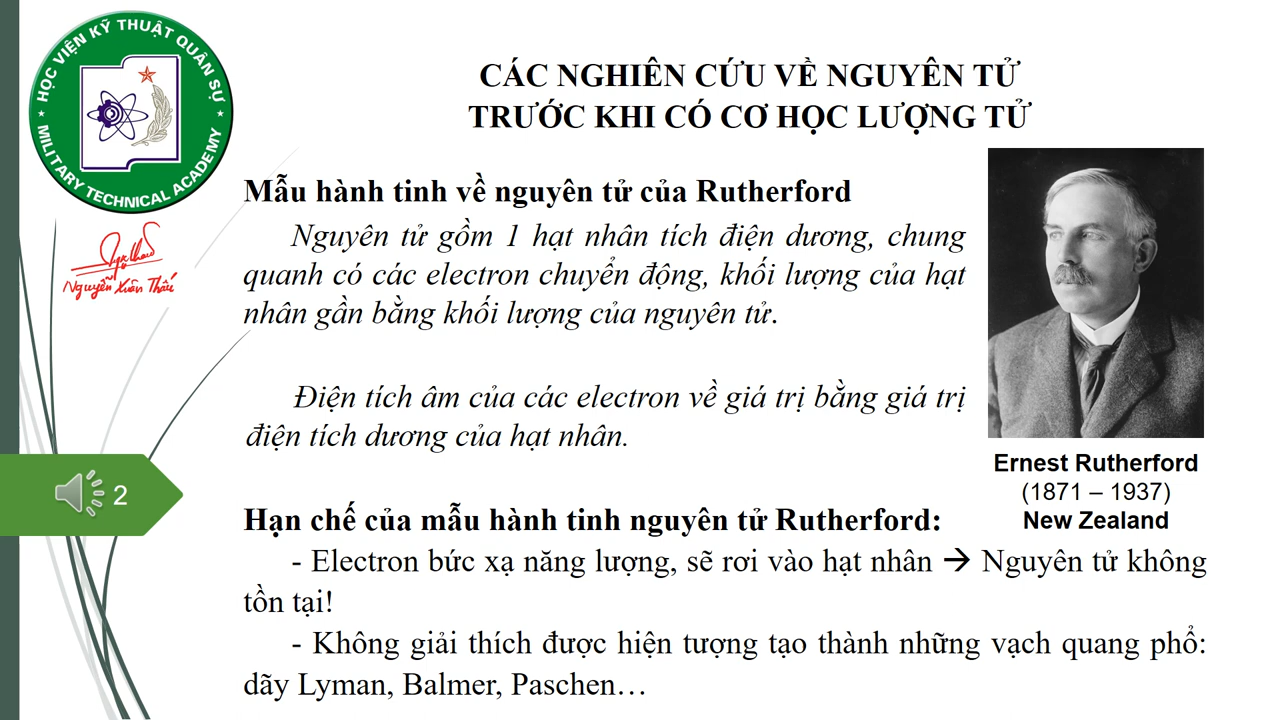 HỌC VIỆN KỸ THUẬT QUÂN SỰ
MILITARY TECHNICAL ACADEMY
Nguyễn Xuân Thấu
CÁC NGHIÊN CỨU VỀ NGUYÊN TỬ
TRƯỚC KHI CÓ CƠ HỌC LƯỢNG TỬ
Mẫu hành tinh về nguyên tử của Rutherford
Nguyên tử gồm 1 hạt nhân tích điện dương, chung
quanh có các electron chuyển động, khối lượng của hạt
nhân gần bằng khối lượng của nguyên tử.
Điện tích âm của các electron về giá trị bằng giá trị
điện tích dương của hạt nhân.
Ernest Rutherford
(1871 – 1937)
New Zealand
2
Hạn chế của mẫu hành tinh nguyên tử Rutherford:
- Electron bức xạ năng lượng, sẽ rơi vào hạt nhân → Nguyên tử không
tồn tại!
- Không giải thích được hiện tượng tạo thành những vạch quang phổ:
dãy Lyman, Balmer, Paschen…